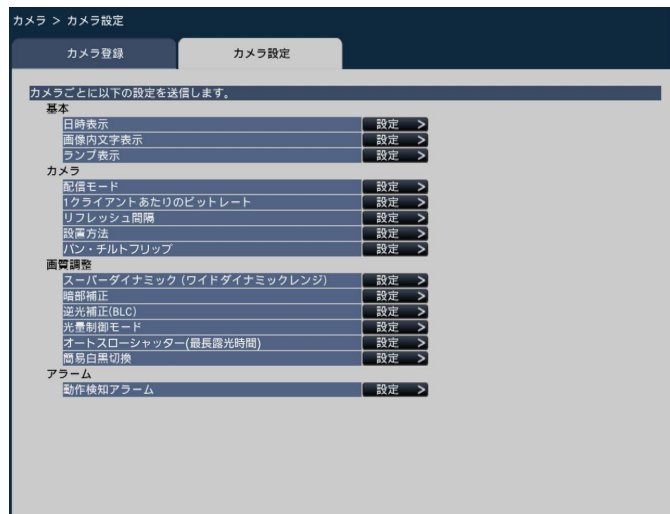 カメラ > カメラ設定
カメラ登録 カメラ設定
カメラごとに以下の設定を送信します。
基本
日時表示 設定 >
画像内文字表示 設定 >
ランプ表示 設定 >
カメラ
配信モード 設定 >
1クライアントあたりのビットレート 設定 >
リフレッシュ間隔 設定 >
設置方法 設定 >
パン・チルトフリップ 設定 >
画質調整
スーパーダイナミック (ワイドダイナミックレンジ) 設定 >
暗部補正 設定 >
逆光補正(BLC) 設定 >
光量制御モード 設定 >
オートスローシャッター(最長露光時間) 設定 >
簡易白黒切換 設定 >
アラーム
動作検知アラーム 設定 >